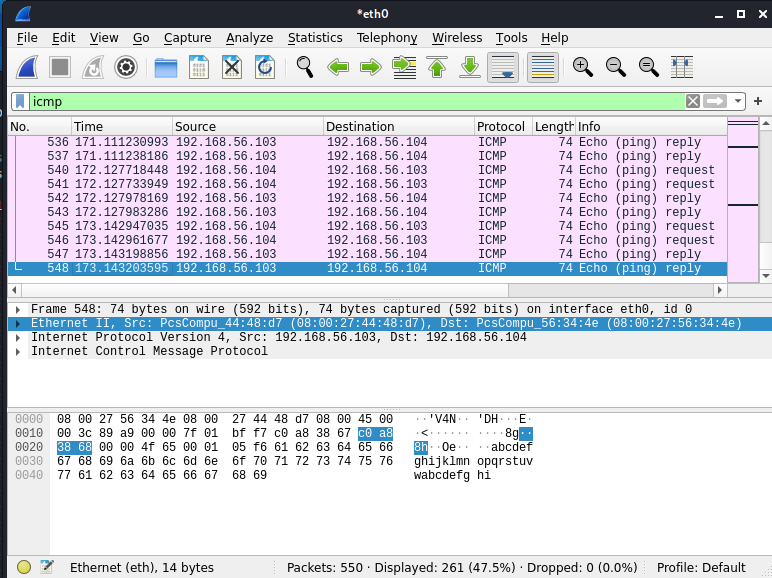 *eth0
File Edit View Go Capture Analyze Statistics Telephony Wireless Tools Help
icmp
No. Time Source Destination Protocol Length Info
536 171.111230993 192.168.56.103 192.168.56.104 ICMP 74 Echo (ping) reply
537 171.111238186 192.168.56.103 192.168.56.104 ICMP 74 Echo (ping) reply
540 172.127718448 192.168.56.104 192.168.56.103 ICMP 74 Echo (ping) request
541 172.127733949 192.168.56.104 192.168.56.103 ICMP 74 Echo (ping) request
542 172.127978169 192.168.56.103 192.168.56.104 ICMP 74 Echo (ping) reply
543 172.127983286 192.168.56.103 192.168.56.104 ICMP 74 Echo (ping) reply
545 173.142947035 192.168.56.104 192.168.56.103 ICMP 74 Echo (ping) request
546 173.142961677 192.168.56.104 192.168.56.103 ICMP 74 Echo (ping) request
547 173.143198856 192.168.56.103 192.168.56.104 ICMP 74 Echo (ping) reply
548 173.143203595 192.168.56.103 192.168.56.104 ICMP 74 Echo (ping) reply
Frame 548: 74 bytes on wire (592 bits), 74 bytes captured (592 bits) on interface eth0, id 0
Ethernet II, Src: PcsCompu_44:48:d7 (08:00:27:44:48:d7), Dst: PcsCompu_56:34:4e (08:00:27:56:34:4e)
Internet Protocol Version 4, Src: 192.168.56.103, Dst: 192.168.56.104
Internet Control Message Protocol
0000 08 00 27 56 34 4e 08 00 27 44 48 d7 08 00 45 00 ··'V4N·· 'DH···E·
0010 00 3c 89 a9 00 00 7f 01 bf f7 c0 a8 38 67 c0 a8 ·<······ ····8g··
0020 38 68 00 00 4f 65 00 01 05 f6 61 62 63 64 65 66 8h··Oe·· ··abcdef
0030 67 68 69 6a 6b 6c 6d 6e 6f 70 71 72 73 74 75 76 ghijklmn opqrstuv
0040 77 61 62 63 64 65 66 67 68 69 wabcdefg hi
Ethernet (eth), 14 bytes Packets: 550 · Displayed: 261 (47.5%) · Dropped: 0 (0.0%) Profile: Default